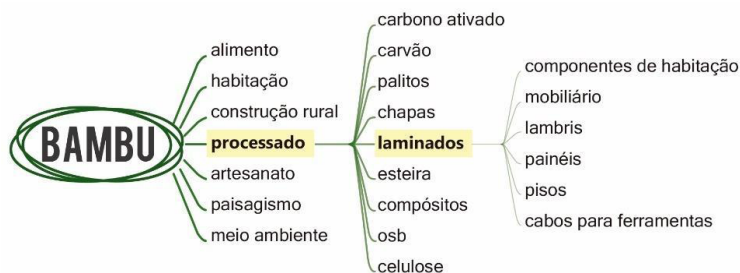 BAMBU
alimento
habitação
construção rural
processado
artesanato
paisagismo
meio ambiente
carbono ativado
carvão
palitos
chapas
laminados
esteira
compósitos
osb
celulose
componentes de habitação
mobiliário
lambris
painéis
pisos
cabos para ferramentas